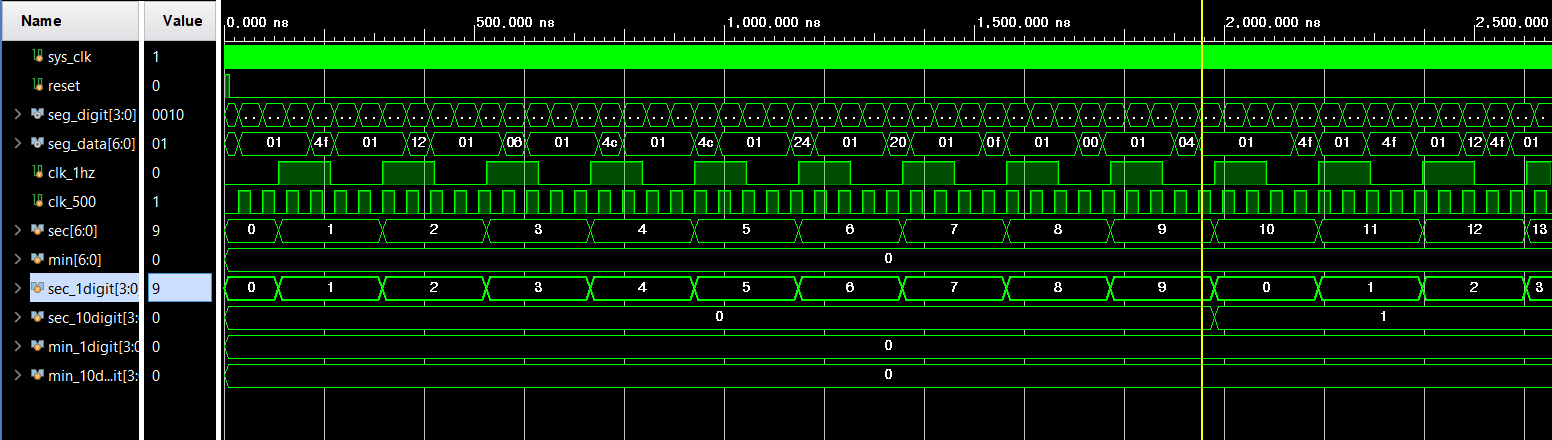 Name Value 0.000 ns 500.000 ns 1,000.000 ns 1,500.000 ns 2,000.000 ns 2,500.000
sys_clk 1
reset 0
seg_digit[3:0] 0010 .. .. .. .. .. .. .. .. .. .. .. .. .. .. .. .. .. .. .. .. .. .. .. .. .. .. .. .. .. .. .. .. .. .. .. .. .. .. .. .. .. .. .. .. .. .. .. .. .. .. .. .. .. ..
seg_data[6:0] 01 01 4f 01 12 01 06 01 4c 01 4c 01 24 01 20 01 0f 01 00 01 04 01 4f 01 4f 01 12 4f 01
clk_1hz 0
clk_500 1
sec[6:0] 9 0 1 2 3 4 5 6 7 8 9 10 11 12 13
min[6:0] 0 0
sec_1digit[3:0 9 0 1 2 3 4 5 6 7 8 9 0 1 2 3
sec_10digit[3: 0 0 1
min_1digit[3:0 0 0
min_10d...it[3: 0 0